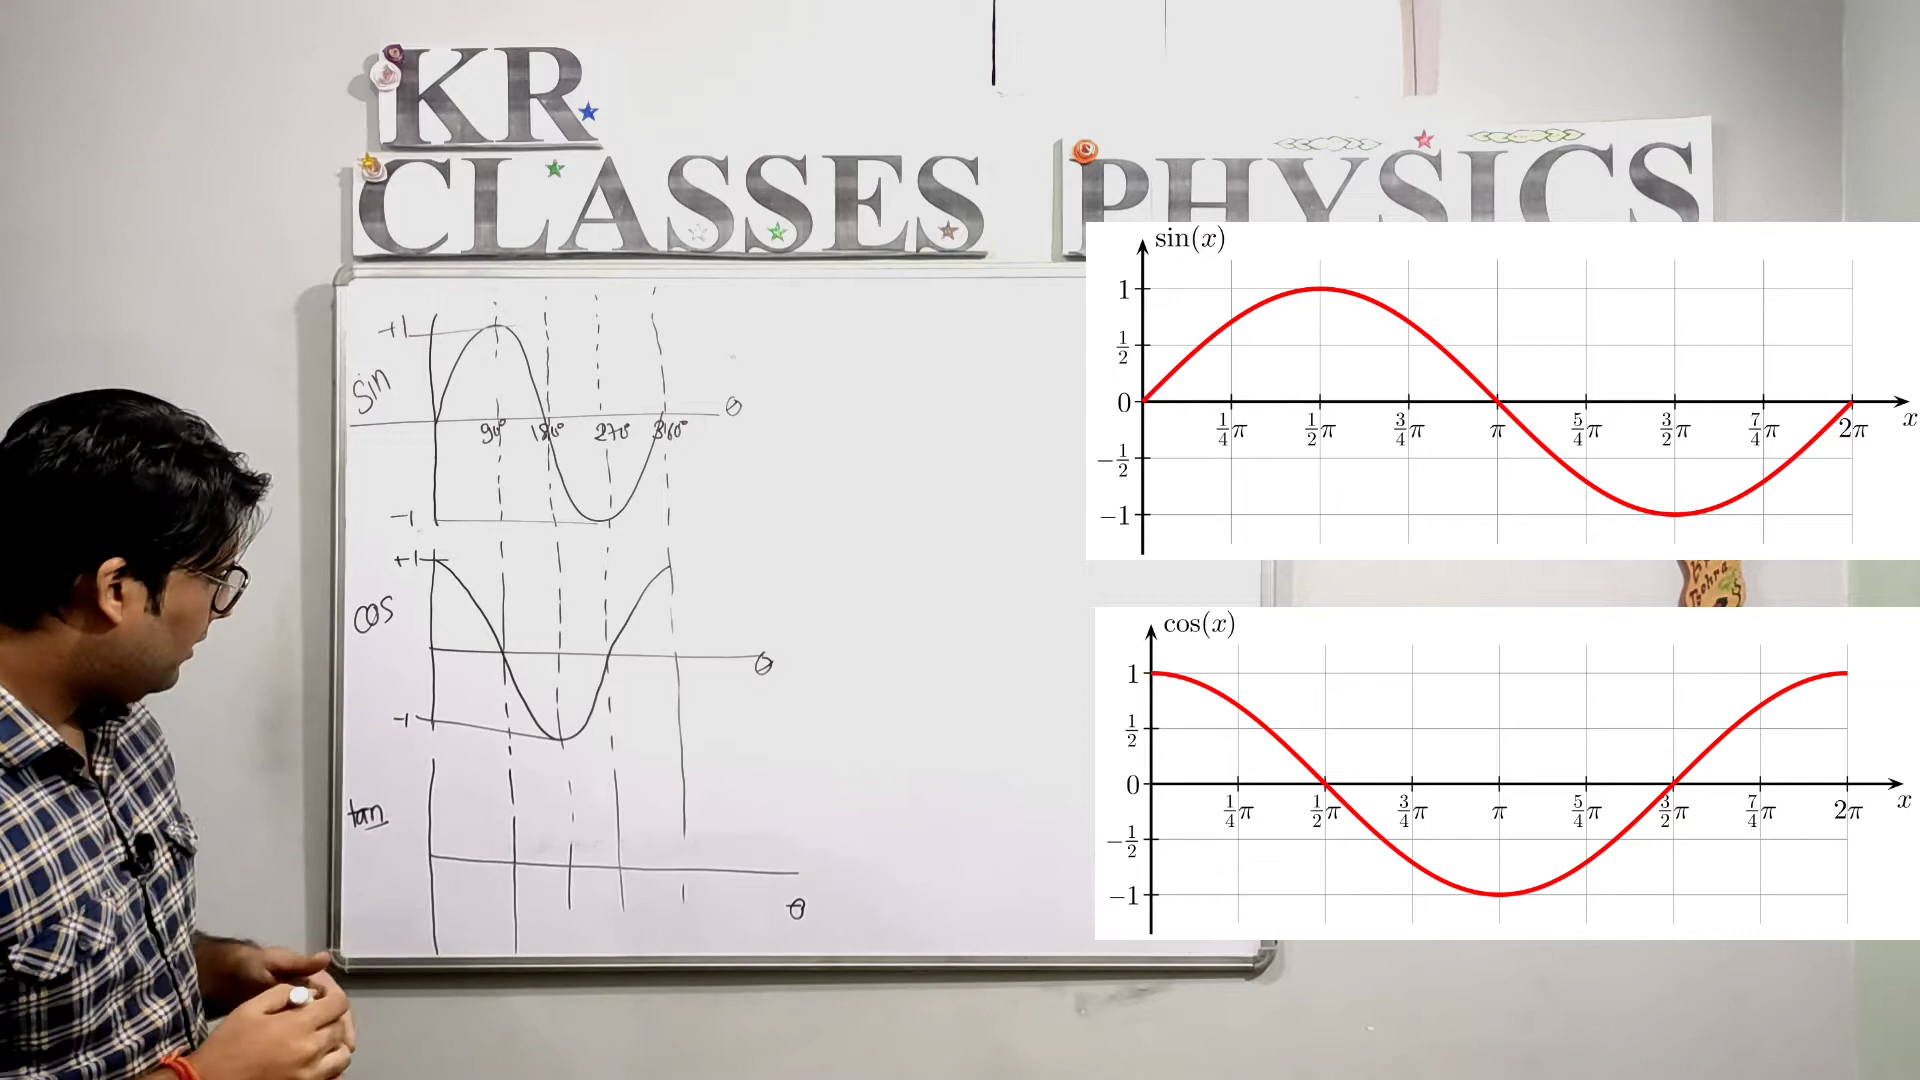 KR
CLASSES PHYSICS
+1
sin
θ
90° 180° 270° 360°
-1
+1
cos
θ
-1
tan
θ
sin(x)
1
1/2
0
1/4π 1/2π 3/4π π 5/4π 3/2π 7/4π 2π x
−1/2
−1
cos(x)
1
1/2
0
1/4π 1/2π 3/4π π 5/4π 3/2π 7/4π 2π x
−1/2
−1